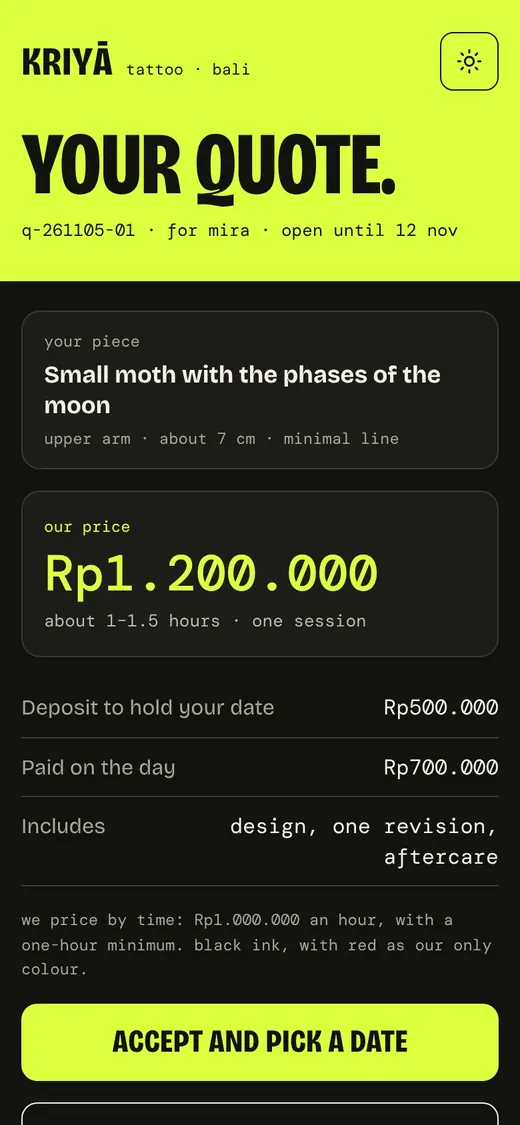 KRIYĀ tattoo · bali
YOUR QUOTE.
q-261105-01 · for mira · open until 12 nov
your piece
Small moth with the phases of the
moon
upper arm · about 7 cm · minimal line
our price
Rp1.200.000
about 1–1.5 hours · one session
Deposit to hold your date Rp500.000
Paid on the day Rp700.000
Includes design, one revision,
aftercare
we price by time: Rp1.000.000 an hour, with a
one-hour minimum. black ink, with red as our only
colour.
ACCEPT AND PICK A DATE